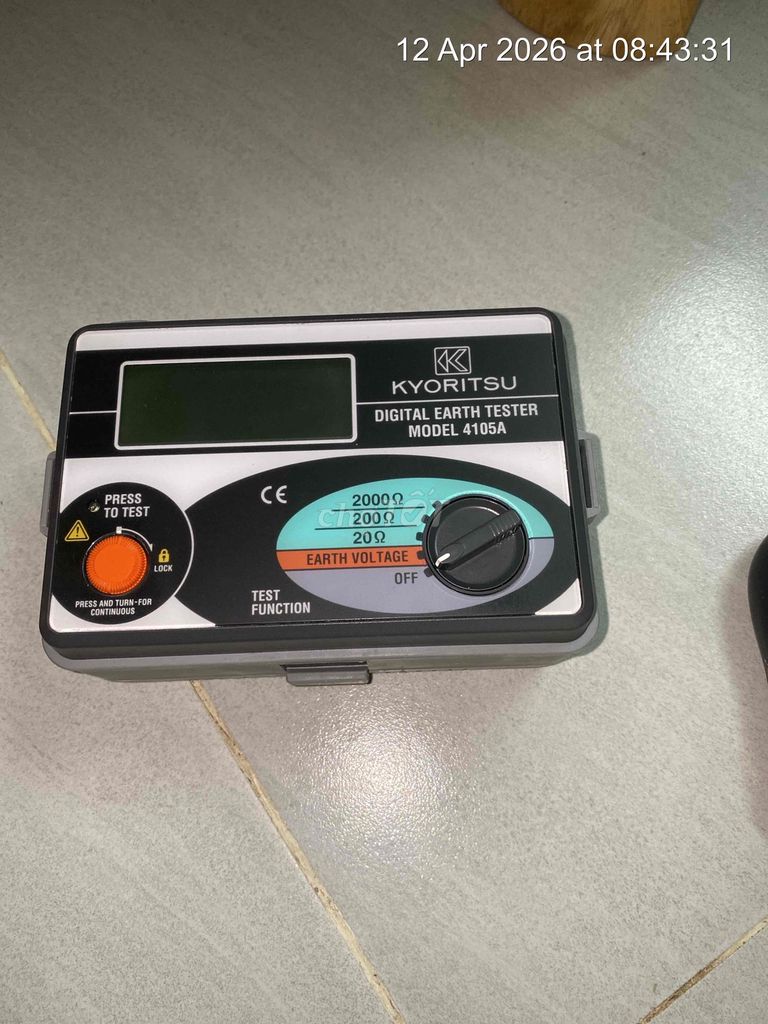 12 Apr 2026 at 08:43:31
KYORITSU
DIGITAL EARTH TESTER
MODEL 4105A
PRESS
TO TEST
LOCK
PRESS AND TURN-FOR
CONTINUOUS
CE
2000Ω
200Ω
20Ω
EARTH VOLTAGE
OFF
TEST
FUNCTION